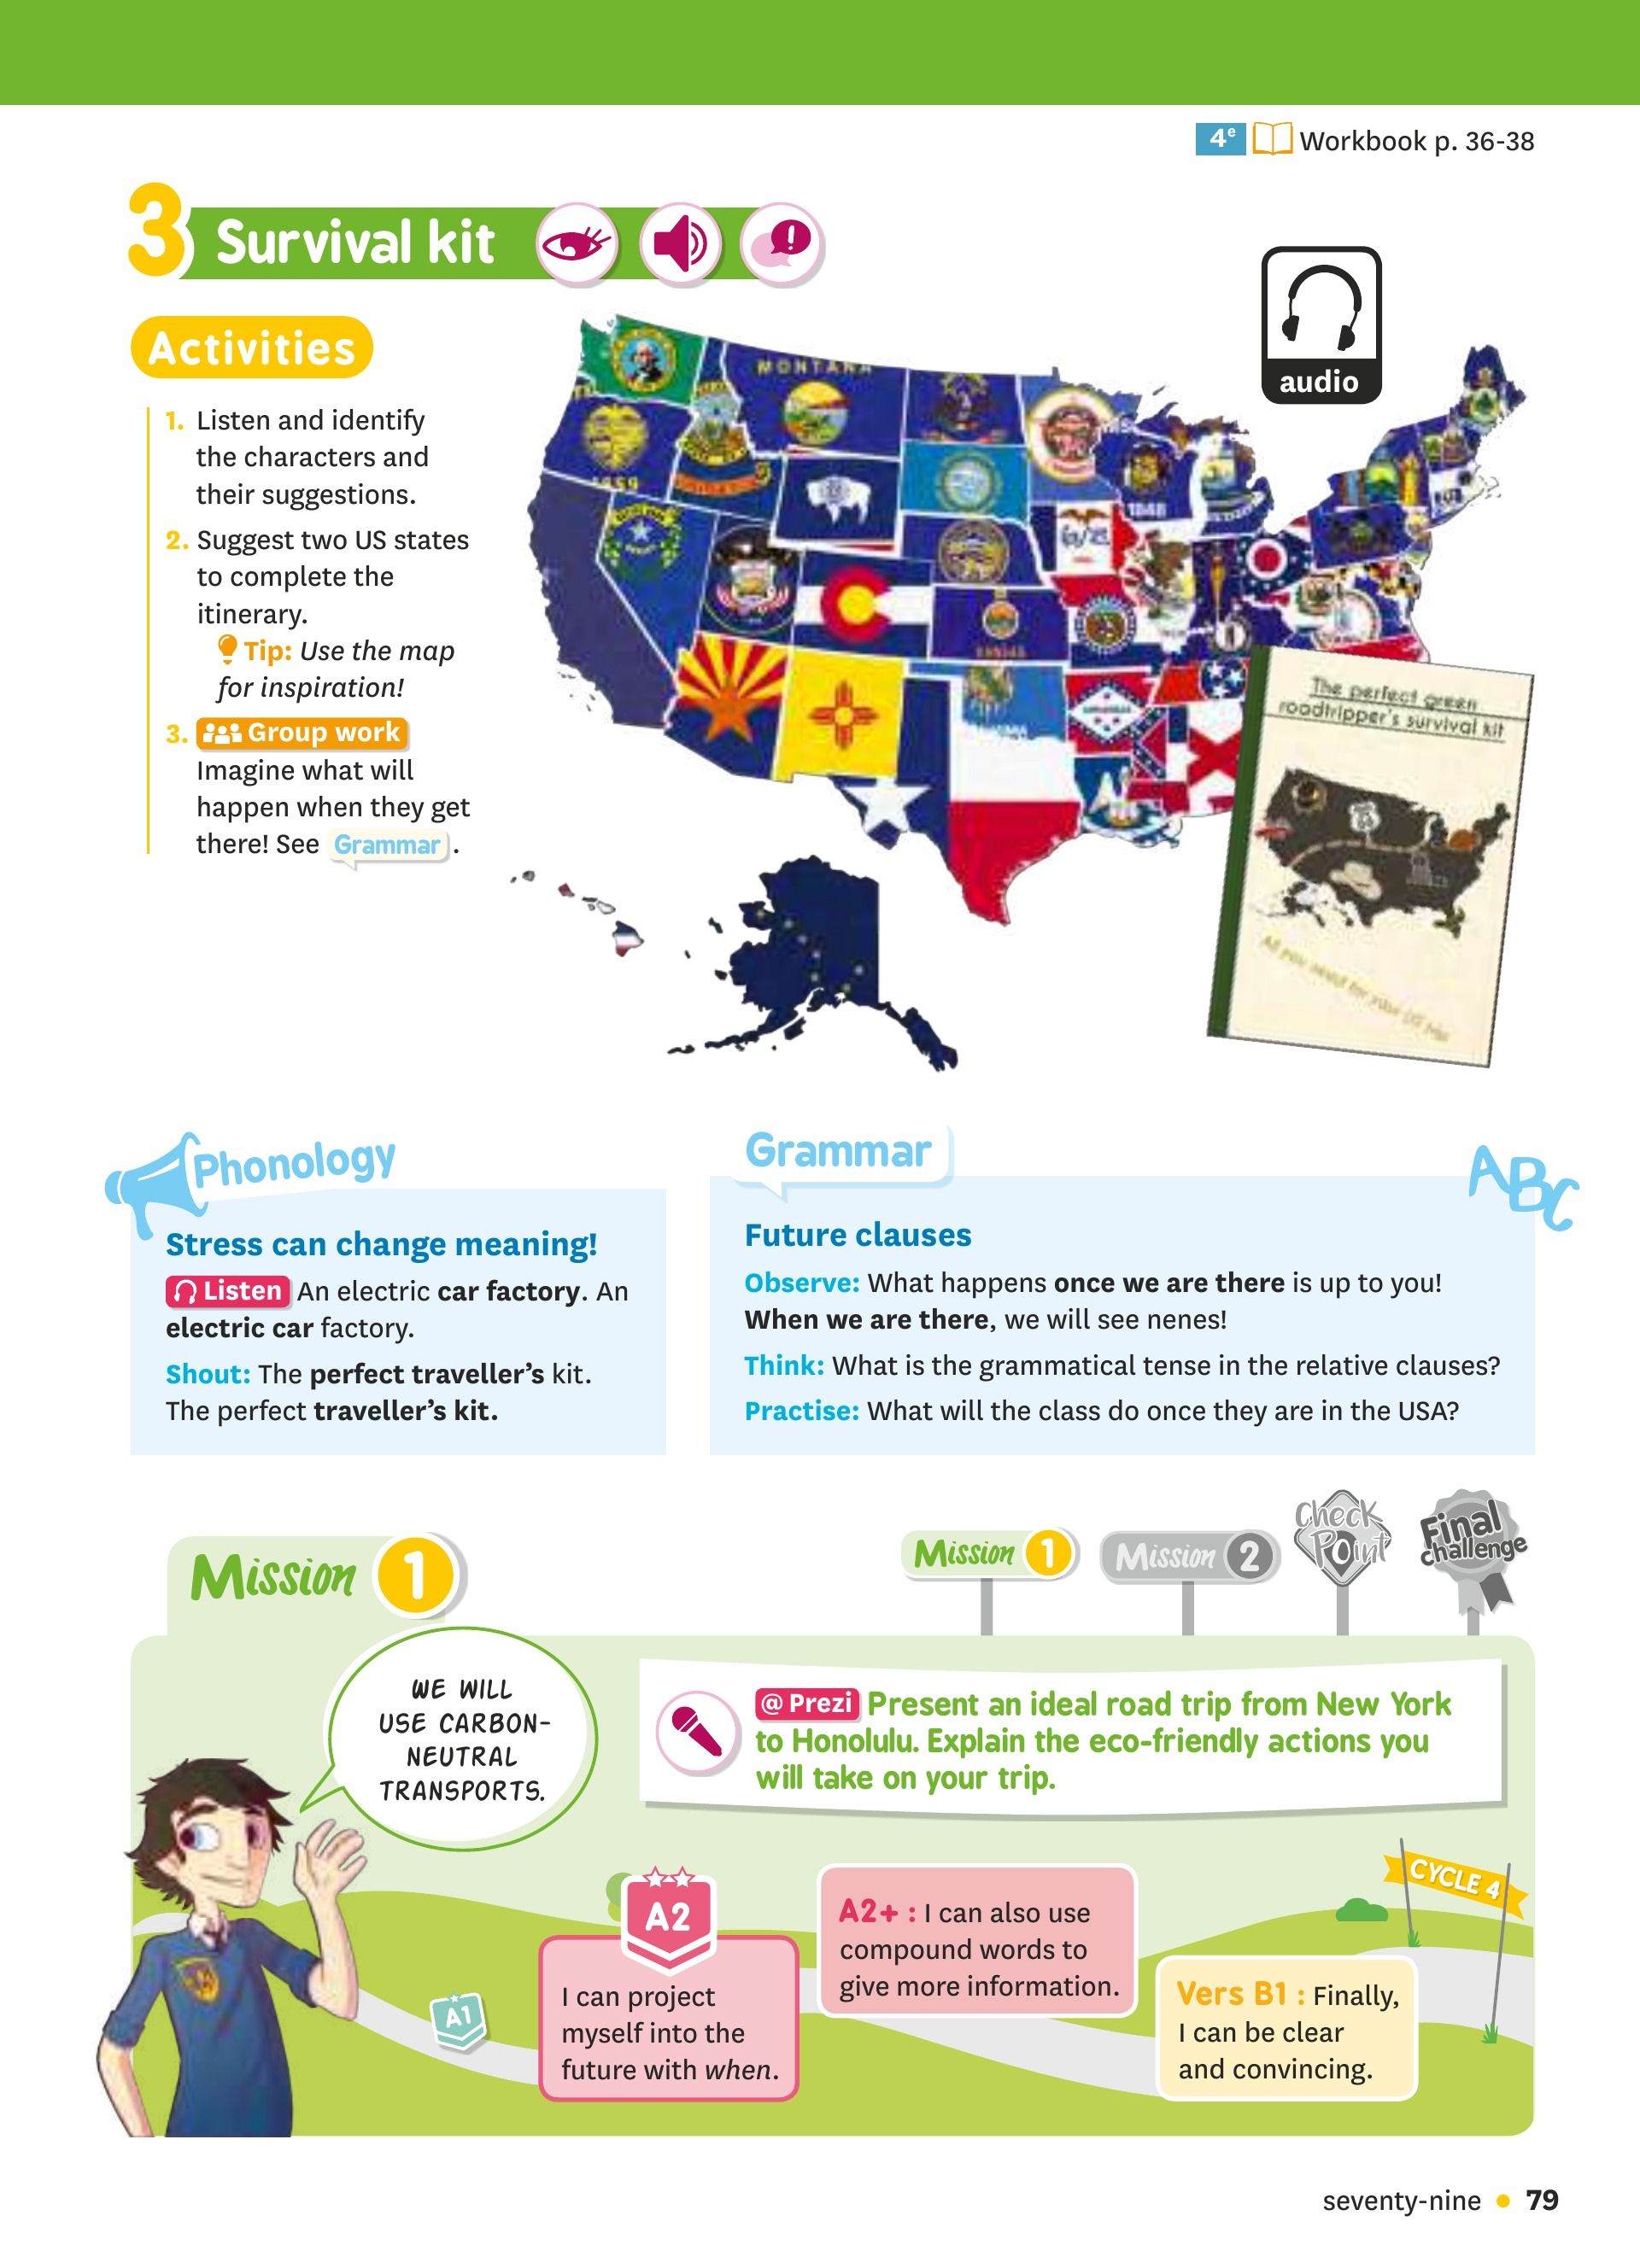 4e Workbook p. 36-38
3 Survival kit
audio
Activities
1. Listen and identify
the characters and
their suggestions.
2. Suggest two US states
to complete the
itinerary.
Tip: Use the map
for inspiration!
3. Group work
Imagine what will
happen when they get
there! See Grammar.
MONTANA
1848
The perfect green
roadtripper's survival kit
Phonology
Stress can change meaning!
Listen An electric car factory. An
electric car factory.
Shout: The perfect traveller's kit.
The perfect traveller's kit.
Grammar
ABC
Future clauses
Observe: What happens once we are there is up to you!
When we are there, we will see nenes!
Think: What is the grammatical tense in the relative clauses?
Practise: What will the class do once they are in the USA?
Mission 1
Mission 1
Mission 2
Check
Point
Final
challenge
WE WILL
USE CARBON-
NEUTRAL
TRANSPORTS.
@ Prezi Present an ideal road trip from New York
to Honolulu. Explain the eco-friendly actions you
will take on your trip.
A1
A2
I can project
myself into the
future with when.
A2+ : I can also use
compound words to
give more information.
CYCLE 4
Vers B1 : Finally,
I can be clear
and convincing.
seventy-nine • 79